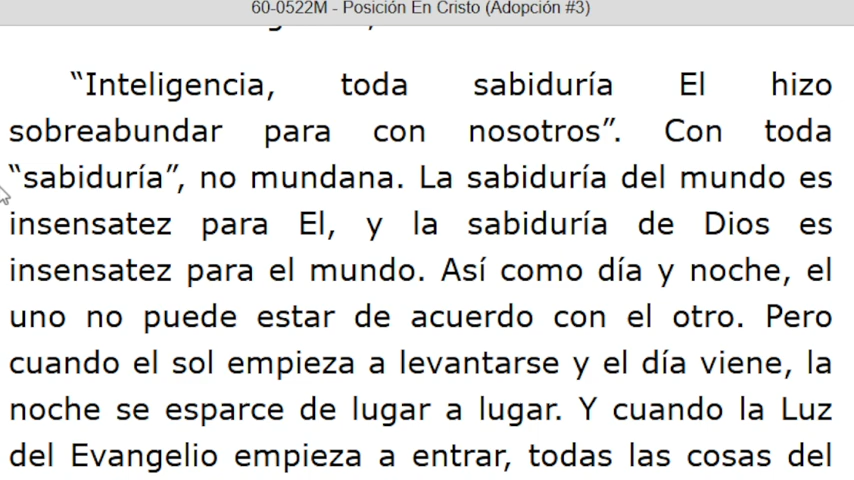 60-0522M - Posición En Cristo (Adopción #3)
“Inteligencia, toda sabiduría El hizo
sobreabundar para con nosotros”. Con toda
“sabiduría”, no mundana. La sabiduría del mundo es
insensatez para El, y la sabiduría de Dios es
insensatez para el mundo. Así como día y noche, el
uno no puede estar de acuerdo con el otro. Pero
cuando el sol empieza a levantarse y el día viene, la
noche se esparce de lugar a lugar. Y cuando la Luz
del Evangelio empieza a entrar, todas las cosas del